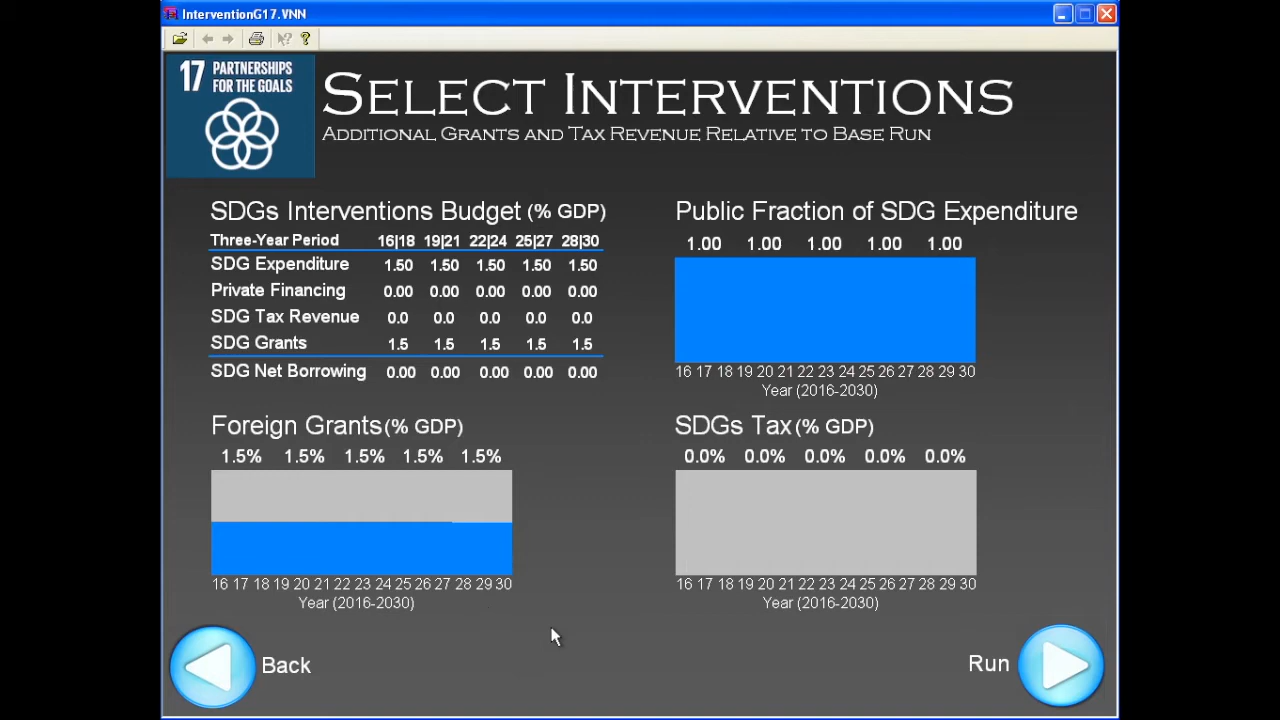 InterventionG17.VNN
17 PARTNERSHIPS
FOR THE GOALS
SELECT INTERVENTIONS
ADDITIONAL GRANTS AND TAX REVENUE RELATIVE TO BASE RUN
SDGs Interventions Budget (% GDP)
Three-Year Period 16|18 19|21 22|24 25|27 28|30
SDG Expenditure 1.50 1.50 1.50 1.50 1.50
Private Financing 0.00 0.00 0.00 0.00 0.00
SDG Tax Revenue 0.0 0.0 0.0 0.0 0.0
SDG Grants 1.5 1.5 1.5 1.5 1.5
SDG Net Borrowing 0.00 0.00 0.00 0.00 0.00
Public Fraction of SDG Expenditure
1.00 1.00 1.00 1.00 1.00
16 17 18 19 20 21 22 23 24 25 26 27 28 29 30
Year (2016-2030)
Foreign Grants (% GDP)
1.5% 1.5% 1.5% 1.5% 1.5%
16 17 18 19 20 21 22 23 24 25 26 27 28 29 30
Year (2016-2030)
SDGs Tax (% GDP)
0.0% 0.0% 0.0% 0.0% 0.0%
16 17 18 19 20 21 22 23 24 25 26 27 28 29 30
Year (2016-2030)
Back
Run